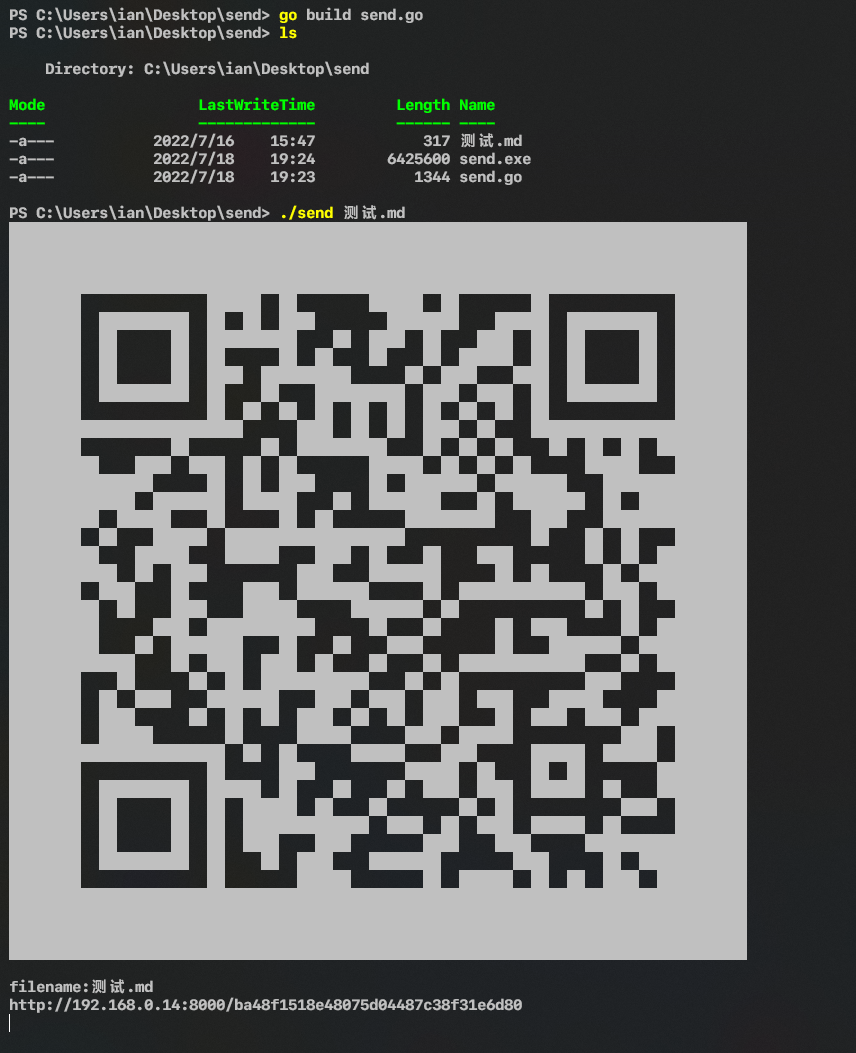 PS C:\Users\ian\Desktop\send> go build send.go
PS C:\Users\ian\Desktop\send> ls
Directory: C:\Users\ian\Desktop\send
Mode LastWriteTime Length Name
---- ------------- ------ ----
-a--- 2022/7/16 15:47 317 测试.md
-a--- 2022/7/18 19:24 6425600 send.exe
-a--- 2022/7/18 19:23 1344 send.go
PS C:\Users\ian\Desktop\send> ./send 测试.md
filename:测试.md
http://192.168.0.14:8000/ba48f1518e48075d04487c38f31e6d80